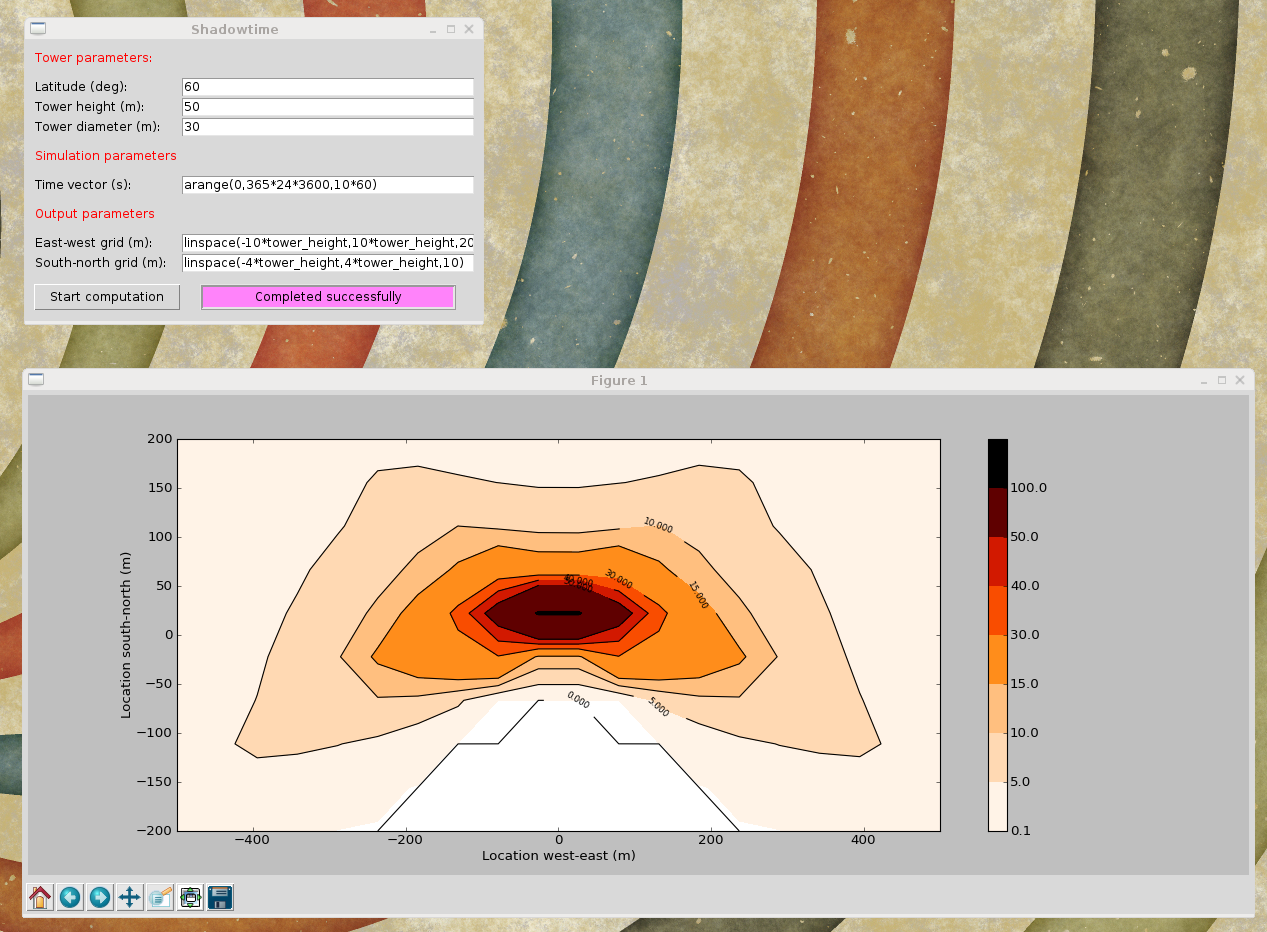 Shadowtime
Tower parameters:
Latitude (deg): 60
Tower height (m): 50
Tower diameter (m): 30
Simulation parameters
Time vector (s): arange(0,365*24*3600,10*60)
Output parameters
East-west grid (m): linspace(-10*tower_height,10*tower_height,20
South-north grid (m): linspace(-4*tower_height,4*tower_height,10)
Start computation Completed successfully
Figure 1
200
150
100
50
0
−50
−100
−150
−200
Location south-north (m)
10.000
30.000
15.000
0.000
5.000
−400 −200 0 200 400
Location west-east (m)
100.0
50.0
40.0
30.0
15.0
10.0
5.0
0.1